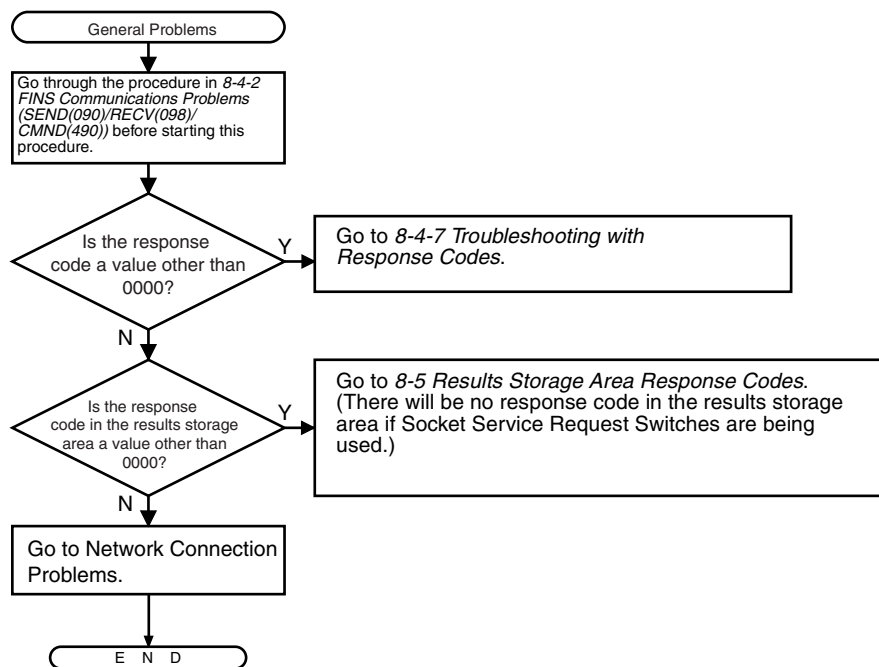 General Problems
Go through the procedure in 8-4-2
FINS Communications Problems
(SEND(090)/RECV(098)/
CMND(490)) before starting this
procedure.
Is the response
code a value other than
0000?
Y
Go to 8-4-7 Troubleshooting with
Response Codes.
N
Is the response
code in the results storage
area a value other than
0000?
Y
Go to 8-5 Results Storage Area Response Codes.
(There will be no response code in the results storage
area if Socket Service Request Switches are being
used.)
N
Go to Network Connection
Problems.
E N D